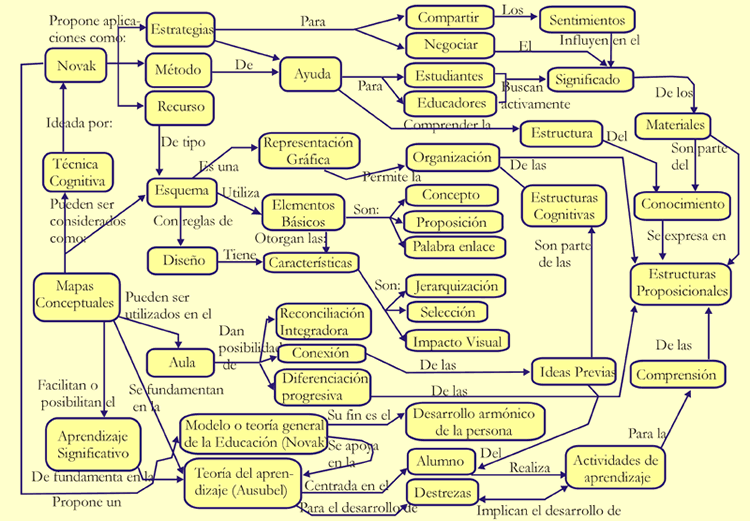 Propone aplica-
ciones como:
Estrategias
Para
Compartir
Los
Sentimientos
Negociar
El
Influyen en el
Novak
Método
De
Ayuda
Para
Estudiantes
Buscan
activamente
Significado
Recurso
Educadores
De los
Ideada por:
De tipo
Comprender la
Estructura
Del
Materiales
Técnica
Cognitiva
Es una
Representación
Gráfica
Permite la
Organización
De las
Son parte
del
Pueden ser
considerados
como:
Esquema
Utiliza
Elementos
Básicos
Son:
Concepto
Estructuras
Cognitivas
Conocimiento
Con reglas de
Proposición
Otorgan las:
Palabra enlace
Son parte
de las
Se expresa en
Diseño
Tiene
Características
Mapas
Conceptuales
Son:
Jerarquización
Estructuras
Proposicionales
Pueden ser
utilizados en el
Selección
Reconciliación
Integradora
Impacto Visual
Dan
posibilidad
de
Aula
Conexión
De las
Ideas Previas
De las
Comprensión
Facilitan o
posibilitan el
Se fundamentan
en la
Diferenciación
progresiva
De las
Modelo o teoría general
de la Educación (Novak)
Su fin es el
Desarrollo armónico
de la persona
Aprendizaje
Significativo
Se apoya
en la
Para la
De fundamenta en la
Teoría del apren-
dizaje (Ausubel)
Alumno
Del
Realiza
Actividades de
aprendizaje
Centrada en el
Destrezas
Propone un
Para el desarrollo de
Implican el desarrollo de